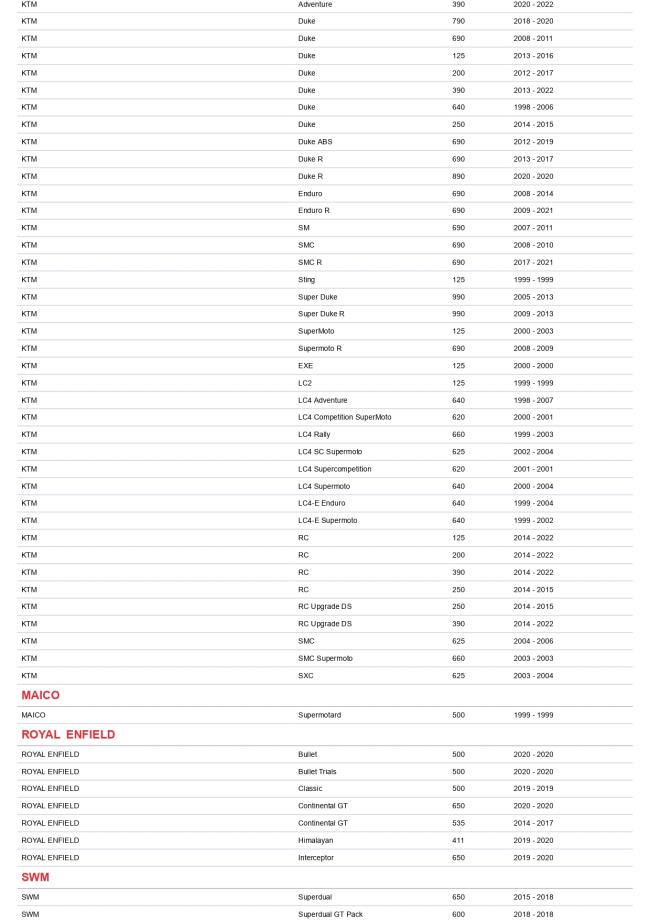 KTM Adventure 390 2020 - 2022
KTM Duke 790 2018 - 2020
KTM Duke 690 2008 - 2011
KTM Duke 125 2013 - 2016
KTM Duke 200 2012 - 2017
KTM Duke 390 2013 - 2022
KTM Duke 640 1998 - 2006
KTM Duke 250 2014 - 2015
KTM Duke ABS 690 2012 - 2019
KTM Duke R 690 2013 - 2017
KTM Duke R 890 2020 - 2020
KTM Enduro 690 2008 - 2014
KTM Enduro R 690 2009 - 2021
KTM SM 690 2007 - 2011
KTM SMC 690 2008 - 2010
KTM SMC R 690 2017 - 2021
KTM Sting 125 1999 - 1999
KTM Super Duke 990 2005 - 2013
KTM Super Duke R 990 2009 - 2013
KTM SuperMoto 125 2000 - 2003
KTM Supermoto R 690 2008 - 2009
KTM EXE 125 2000 - 2000
KTM LC2 125 1999 - 1999
KTM LC4 Adventure 640 1998 - 2007
KTM LC4 Competition SuperMoto 620 2000 - 2001
KTM LC4 Rally 660 1999 - 2003
KTM LC4 SC Supermoto 625 2002 - 2004
KTM LC4 Supercompetition 620 2001 - 2001
KTM LC4 Supermoto 640 2000 - 2004
KTM LC4-E Enduro 640 1999 - 2004
KTM LC4-E Supermoto 640 1999 - 2002
KTM RC 125 2014 - 2022
KTM RC 200 2014 - 2022
KTM RC 390 2014 - 2022
KTM RC 250 2014 - 2015
KTM RC Upgrade DS 250 2014 - 2015
KTM RC Upgrade DS 390 2014 - 2022
KTM SMC 625 2004 - 2006
KTM SMC Supermoto 660 2003 - 2003
KTM SXC 625 2003 - 2004
MAICO
MAICO Supermotard 500 1999 - 1999
ROYAL ENFIELD
ROYAL ENFIELD Bullet 500 2020 - 2020
ROYAL ENFIELD Bullet Trials 500 2020 - 2020
ROYAL ENFIELD Classic 500 2019 - 2019
ROYAL ENFIELD Continental GT 650 2020 - 2020
ROYAL ENFIELD Continental GT 535 2014 - 2017
ROYAL ENFIELD Himalayan 411 2019 - 2020
ROYAL ENFIELD Interceptor 650 2019 - 2020
SWM
SWM Superdual 650 2015 - 2018
SWM Superdual GT Pack 600 2018 - 2018